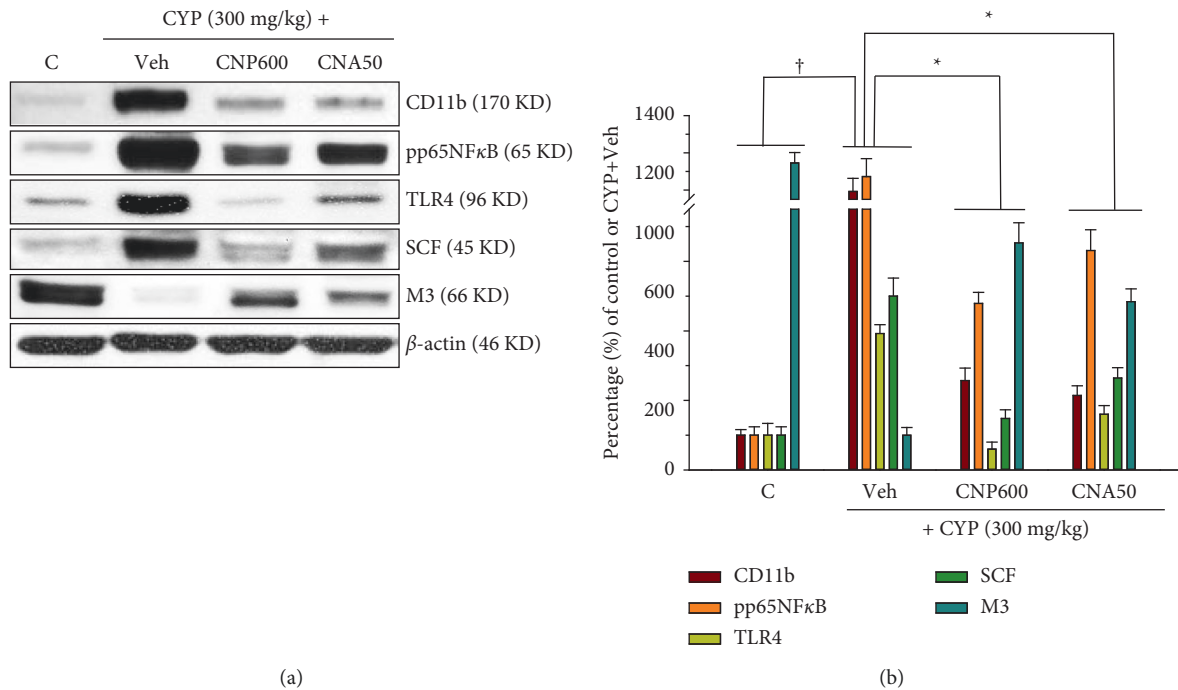 CYP (300 mg/kg) +
C Veh CNP600 CNA50
CD11b (170 KD)
pp65NFκB (65 KD)
TLR4 (96 KD)
SCF (45 KD)
M3 (66 KD)
β-actin (46 KD)
(a)
Percentage (%) of control or CYP+Veh
1400
1200
1000
600
400
200
0
†
*
*
C Veh CNP600 CNA50
+ CYP (300 mg/kg)
CD11b
pp65NFκB
TLR4
SCF
M3
(b)